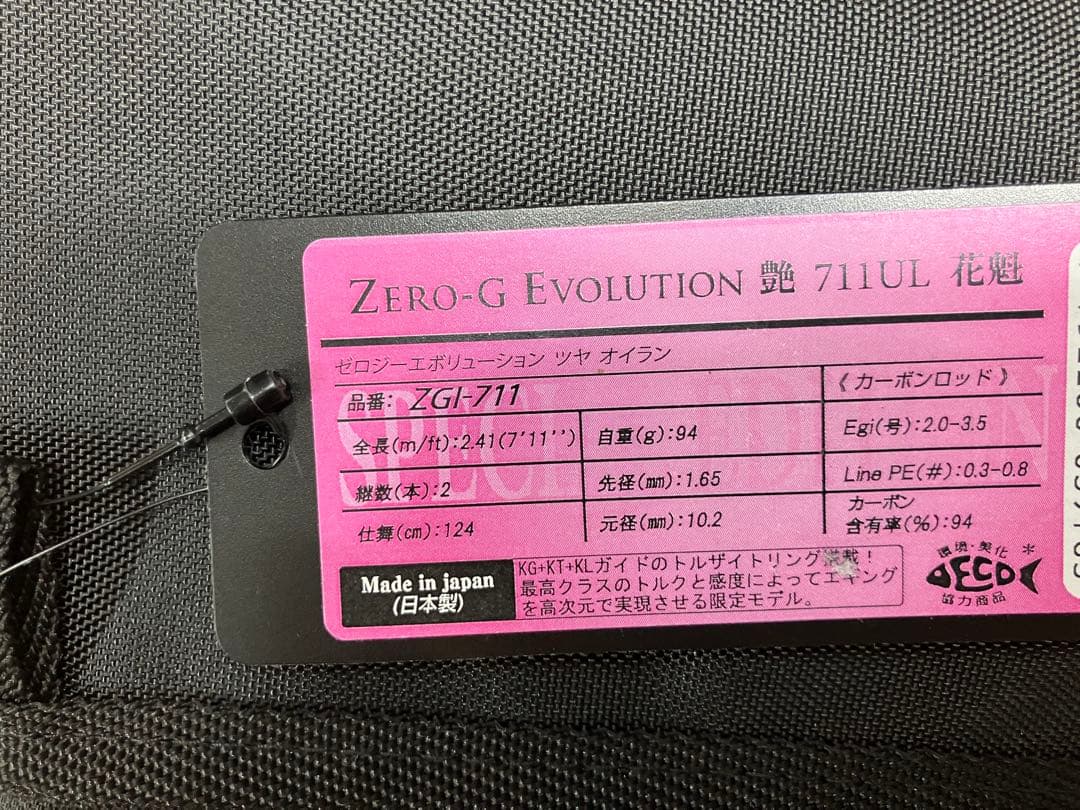 ZERO-G EVOLUTION 艶 711UL 花魁
ゼロジーエボリューション ツヤ オイラン
品番: ZGI-711
《カーボンロッド》
全長(m/ft):2.41(7'11'')
自重(g):94
Egi(号):2.0-3.5
継数(本):2
先径(mm):1.65
Line PE(#):0.3-0.8
仕舞(cm):124
元径(mm):10.2
カーボン
含有率(%):94
Made in japan
(日本製)
KG+KT+KLガイドのトルザイトリング搭載!
最高クラスのトルクと感度によってエギング
を高次元で実現させる限定モデル。
環境・美化
DECO
協力商品